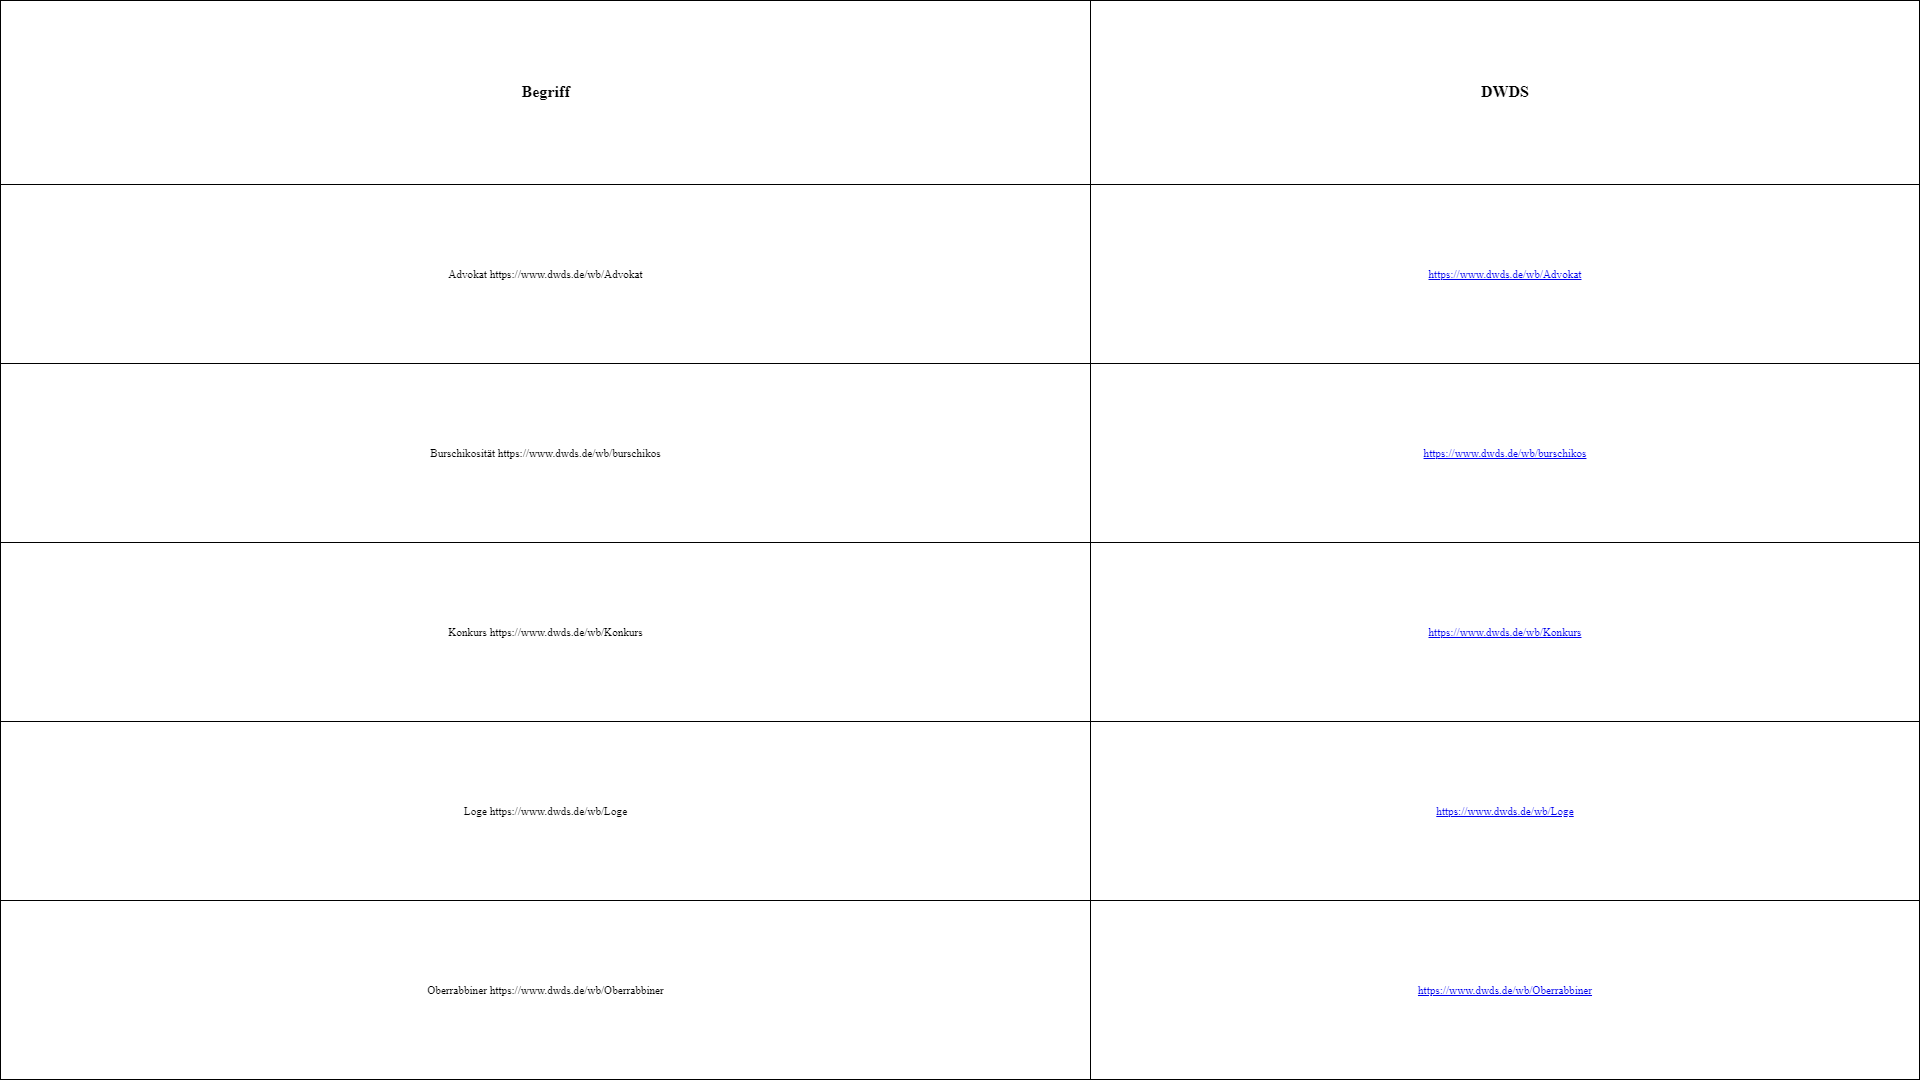 Begriff
DWDS
Advokat https://www.dwds.de/wb/Advokat
https://www.dwds.de/wb/Advokat
Burschikosität https://www.dwds.de/wb/burschikos
https://www.dwds.de/wb/burschikos
Konkurs https://www.dwds.de/wb/Konkurs
https://www.dwds.de/wb/Konkurs
Loge https://www.dwds.de/wb/Loge
https://www.dwds.de/wb/Loge
Oberrabbiner https://www.dwds.de/wb/Oberrabbiner
https://www.dwds.de/wb/Oberrabbiner